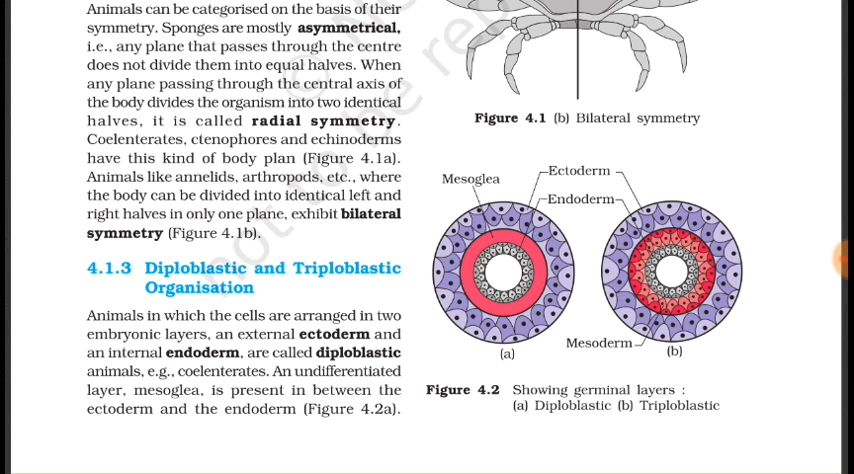 Animals can be categorised on the basis of their
symmetry. Sponges are mostly asymmetrical,
i.e., any plane that passes through the centre
does not divide them into equal halves. When
any plane passing through the central axis of
the body divides the organism into two identical
halves, it is called radial symmetry.
Coelenterates, ctenophores and echinoderms
have this kind of body plan (Figure 4.1a).
Animals like annelids, arthropods, etc., where
the body can be divided into identical left and
right halves in only one plane, exhibit bilateral
symmetry (Figure 4.1b).
4.1.3 Diploblastic and Triploblastic
Organisation
Animals in which the cells are arranged in two
embryonic layers, an external ectoderm and
an internal endoderm, are called diploblastic
animals, e.g., coelenterates. An undifferentiated
layer, mesoglea, is present in between the
ectoderm and the endoderm (Figure 4.2a).
Figure 4.1 (b) Bilateral symmetry
Mesoglea
Ectoderm
Endoderm
Mesoderm
(a)
(b)
Figure 4.2 Showing germinal layers :
(a) Diploblastic (b) Triploblastic
not to be rep